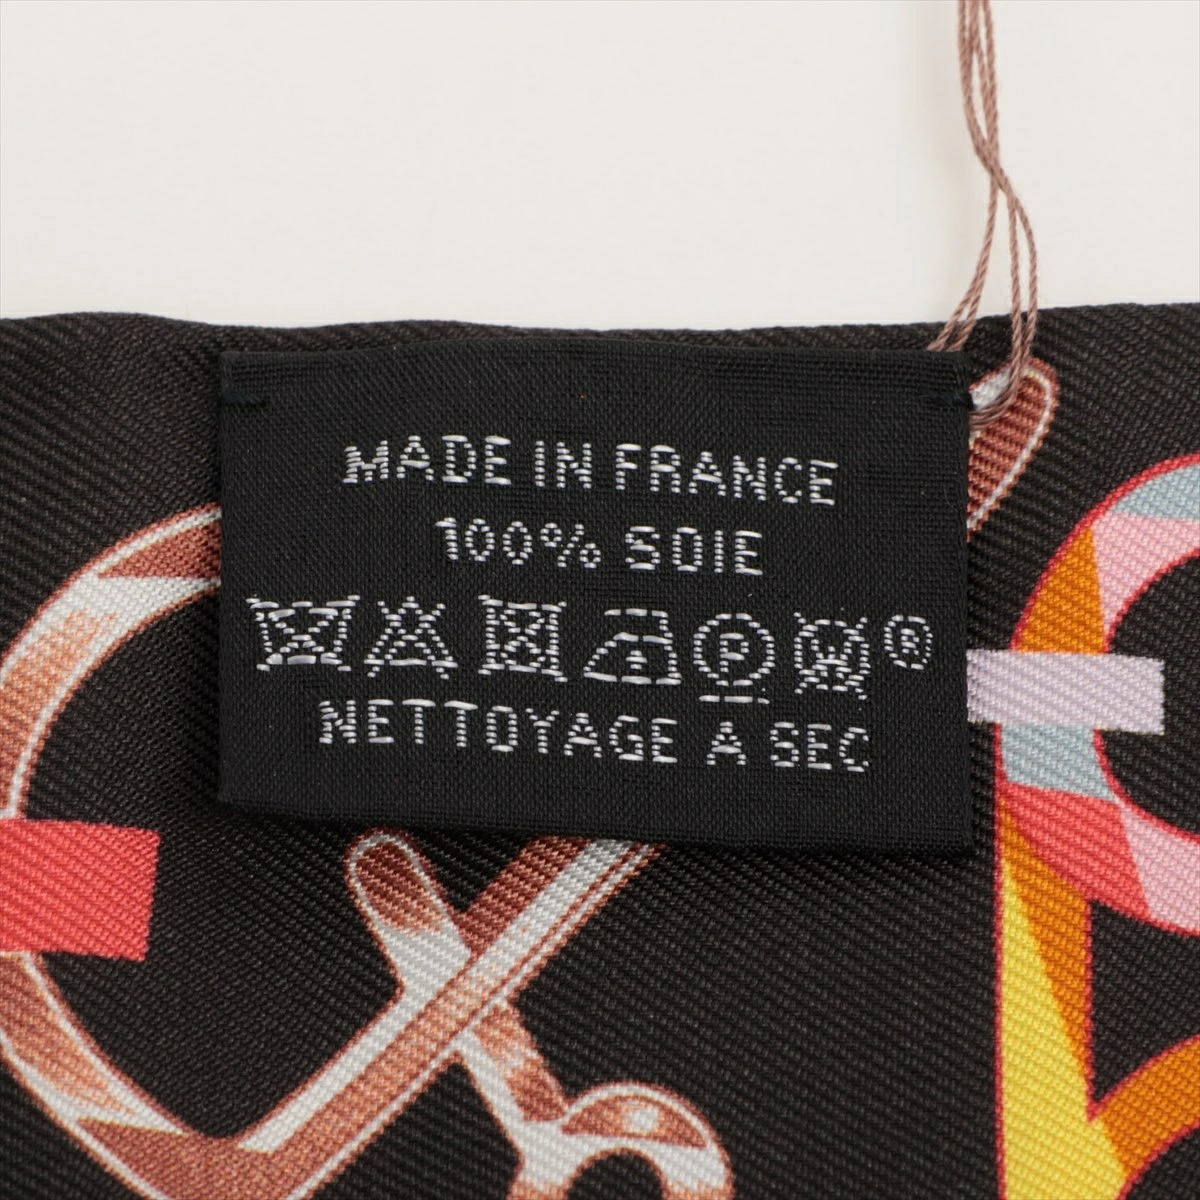 MADE IN FRANCE
100% SOIE
P W ®
NETTOYAGE A SEC